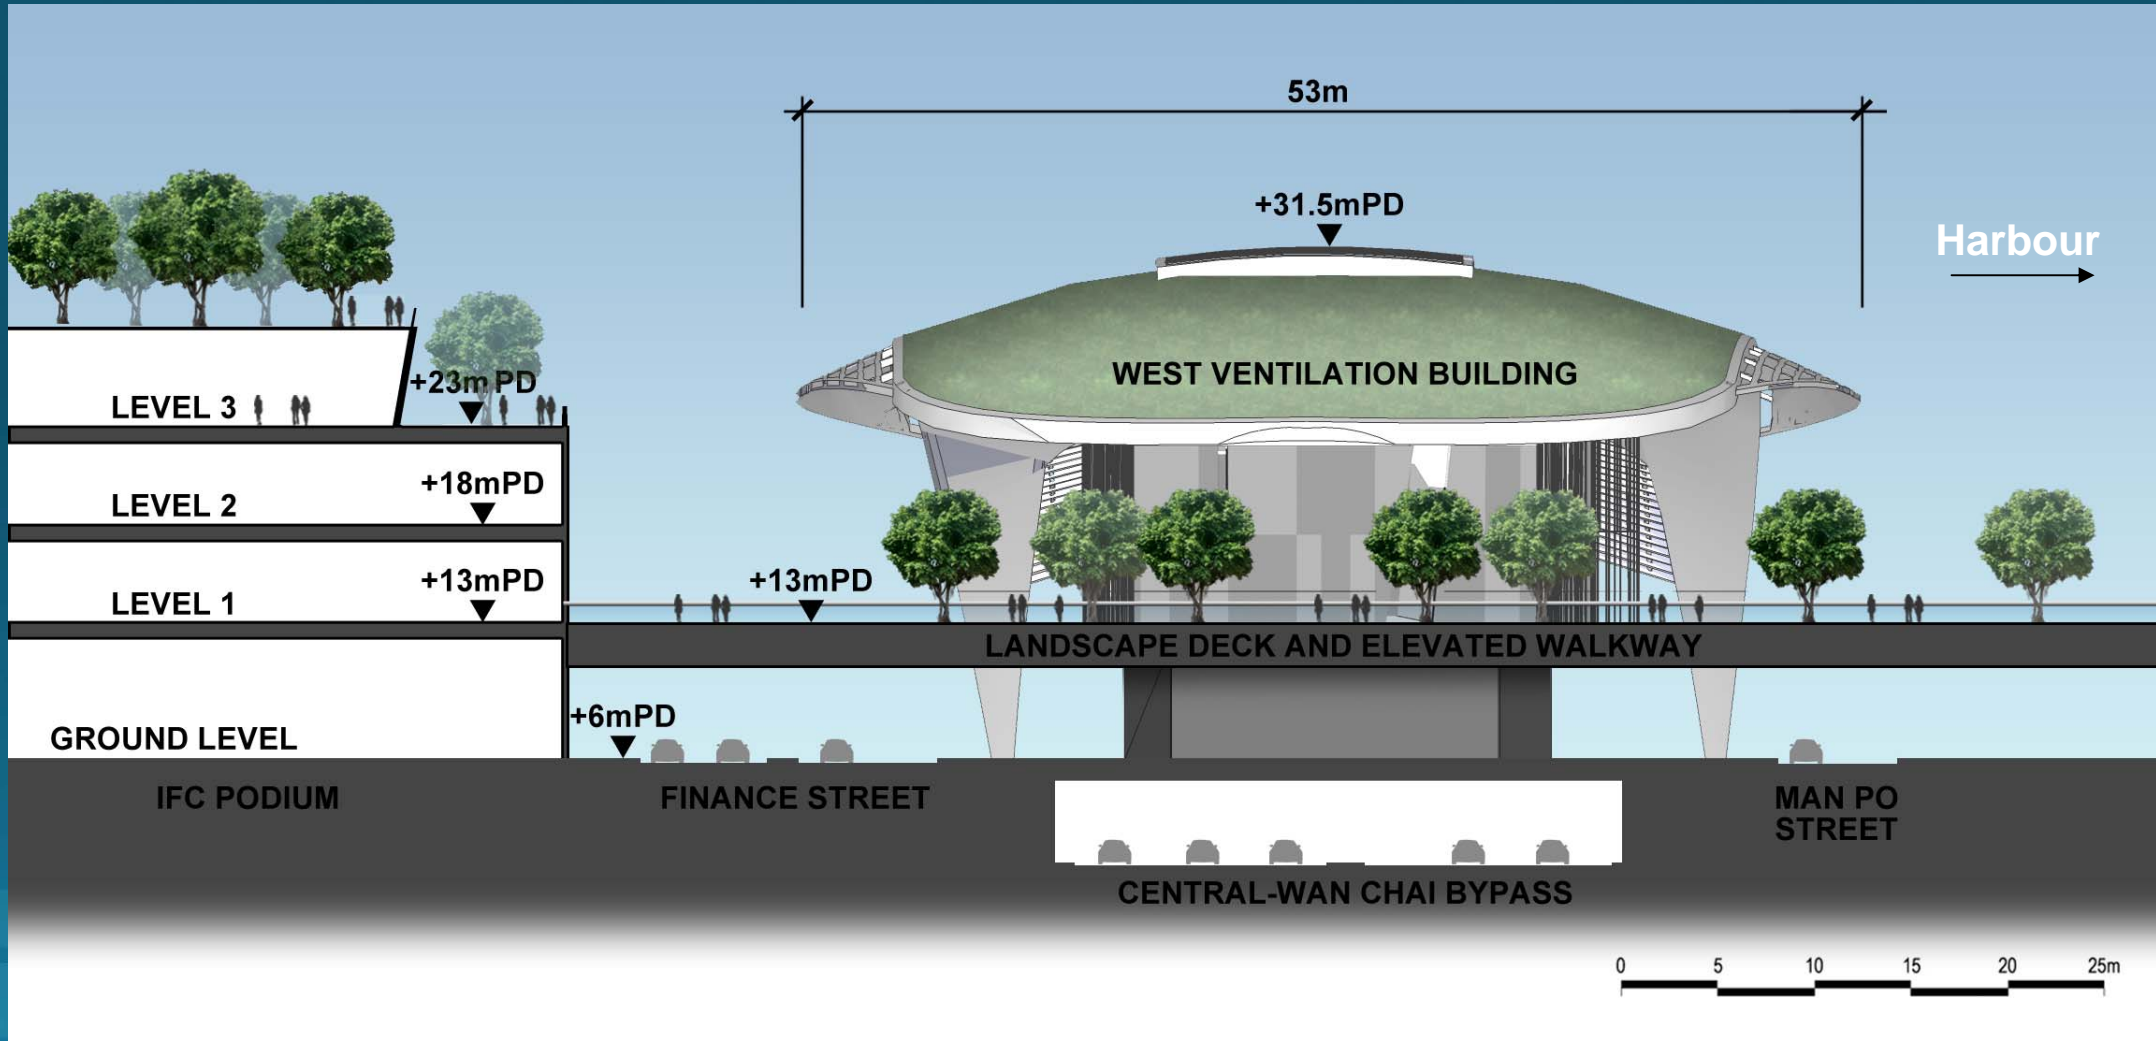 53m
+31.5mPD
Harbour
WEST VENTILATION BUILDING
+23m PD
LEVEL 3
+18mPD
LEVEL 2
+13mPD
+13mPD
LEVEL 1
LANDSCAPE DECK AND ELEVATED WALKWAY
+6mPD
GROUND LEVEL
IFC PODIUM
FINANCE STREET
MAN PO
STREET
CENTRAL-WAN CHAI BYPASS
0 5 10 15 20 25m